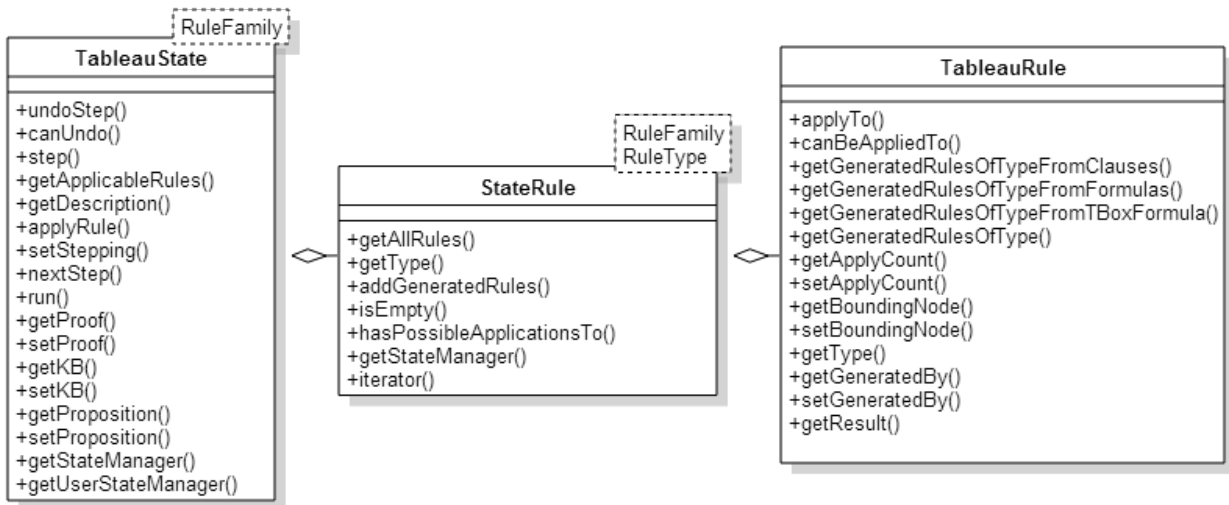 RuleFamily
TableauState
+undoStep()
+canUndo()
+step()
+getApplicableRules()
+getDescription()
+applyRule()
+setStepping()
+nextStep()
+run()
+getProof()
+setProof()
+getKB()
+setKB()
+getProposition()
+setProposition()
+getStateManager()
+getUserStateManager()
RuleFamily
RuleType
StateRule
+getAllRules()
+getType()
+addGeneratedRules()
+isEmpty()
+hasPossibleApplicationsTo()
+getStateManager()
+iterator()
TableauRule
+applyTo()
+canBeAppliedTo()
+getGeneratedRulesOfTypeFromClauses()
+getGeneratedRulesOfTypeFromFormulas()
+getGeneratedRulesOfTypeFromTBoxFormula()
+getGeneratedRulesOfType()
+getApplyCount()
+setApplyCount()
+getBoundingNode()
+setBoundingNode()
+getType()
+getGeneratedBy()
+setGeneratedBy()
+getResult()